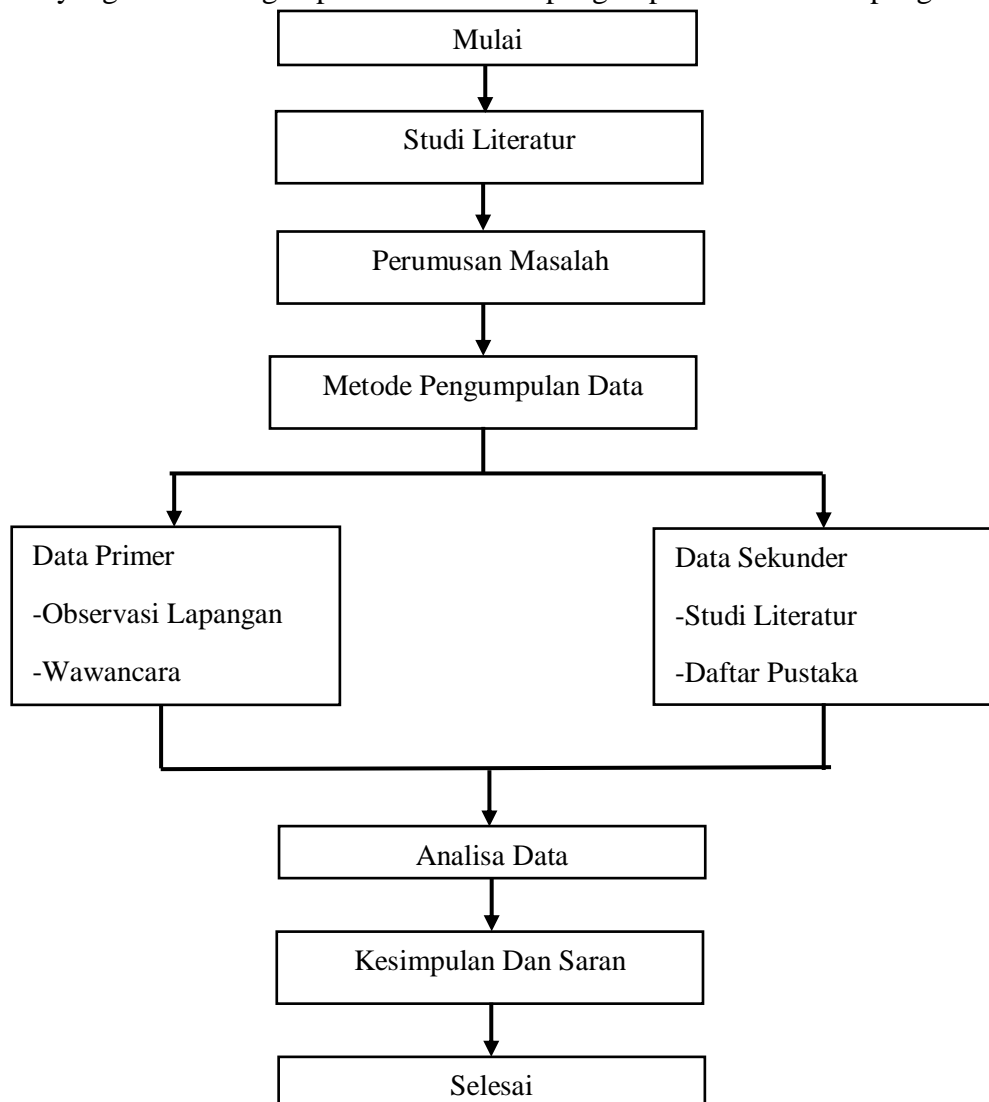 Mulai
Studi Literatur
Perumusan Masalah
Metode Pengumpulan Data
Data Primer
-Observasi Lapangan
-Wawancara
Data Sekunder
-Studi Literatur
-Daftar Pustaka
Analisa Data
Kesimpulan Dan Saran
Selesai